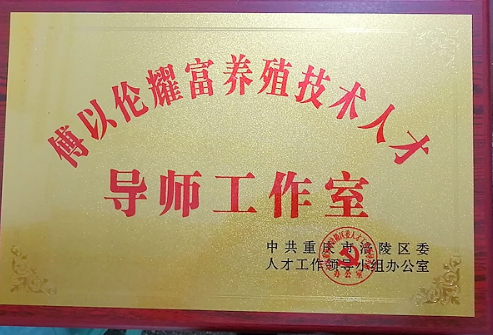 傅以伦耀富养殖技术人才
导师工作室
中共重庆市涪陵区委
人才工作领导小组办公室